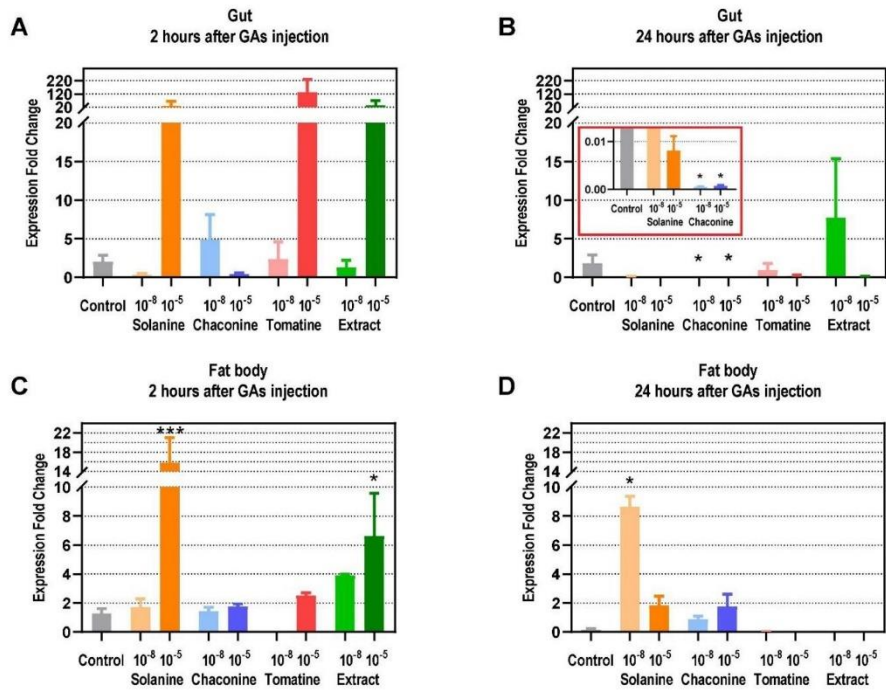 A
Gut
2 hours after GAs injection
Expression Fold Change
220
120
20
20
15
10
5
0
Control 10⁻⁸ 10⁻⁵ 10⁻⁸ 10⁻⁵ 10⁻⁸ 10⁻⁵ 10⁻⁸ 10⁻⁵
Solanine Chaconine Tomatine Extract
B
Gut
24 hours after GAs injection
Expression Fold Change
220
120
20
20
15
10
5
0
0.01
0.00
* *
Control 10⁻⁸ 10⁻⁵ 10⁻⁸ 10⁻⁵
Solanine Chaconine
* *
Control 10⁻⁸ 10⁻⁵ 10⁻⁸ 10⁻⁵ 10⁻⁸ 10⁻⁵ 10⁻⁸ 10⁻⁵
Solanine Chaconine Tomatine Extract
C
Fat body
2 hours after GAs injection
Expression Fold Change
22
18
14
10
8
6
4
2
0
***
*
Control 10⁻⁸ 10⁻⁵ 10⁻⁸ 10⁻⁵ 10⁻⁸ 10⁻⁵ 10⁻⁸ 10⁻⁵
Solanine Chaconine Tomatine Extract
D
Fat body
24 hours after GAs injection
Expression Fold Change
22
18
14
10
8
6
4
2
0
*
Control 10⁻⁸ 10⁻⁵ 10⁻⁸ 10⁻⁵ 10⁻⁸ 10⁻⁵ 10⁻⁸ 10⁻⁵
Solanine Chaconine Tomatine Extract